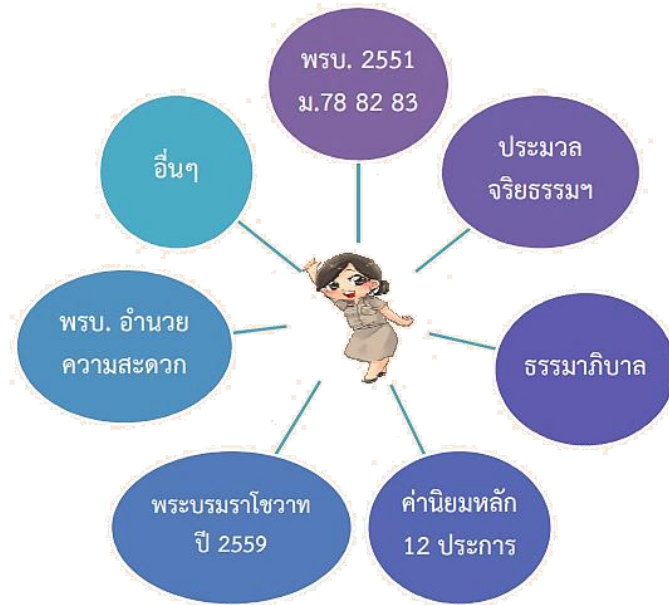 พรบ. 2551
ม.78 82 83
ประมวล
จริยธรรมฯ
ธรรมาภิบาล
ค่านิยมหลัก
12 ประการ
พระบรมราโชวาท
ปี 2559
พรบ. อำนวย
ความสะดวก
อื่นๆ